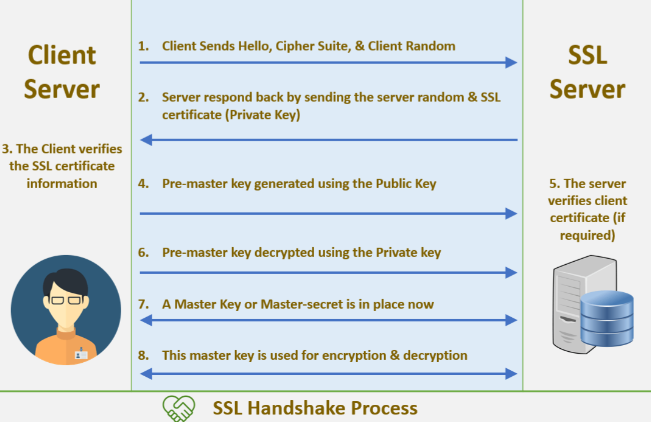 Client
Server
SSL
Server
1. Client Sends Hello, Cipher Suite, & Client Random
2. Server respond back by sending the server random & SSL
certificate (Private Key)
3. The Client verifies
the SSL certificate
information
4. Pre-master key generated using the Public Key
5. The server
verifies client
certificate (if
required)
6. Pre-master key decrypted using the Private key
7. A Master Key or Master-secret is in place now
8. This master key is used for encryption & decryption
SSL Handshake Process